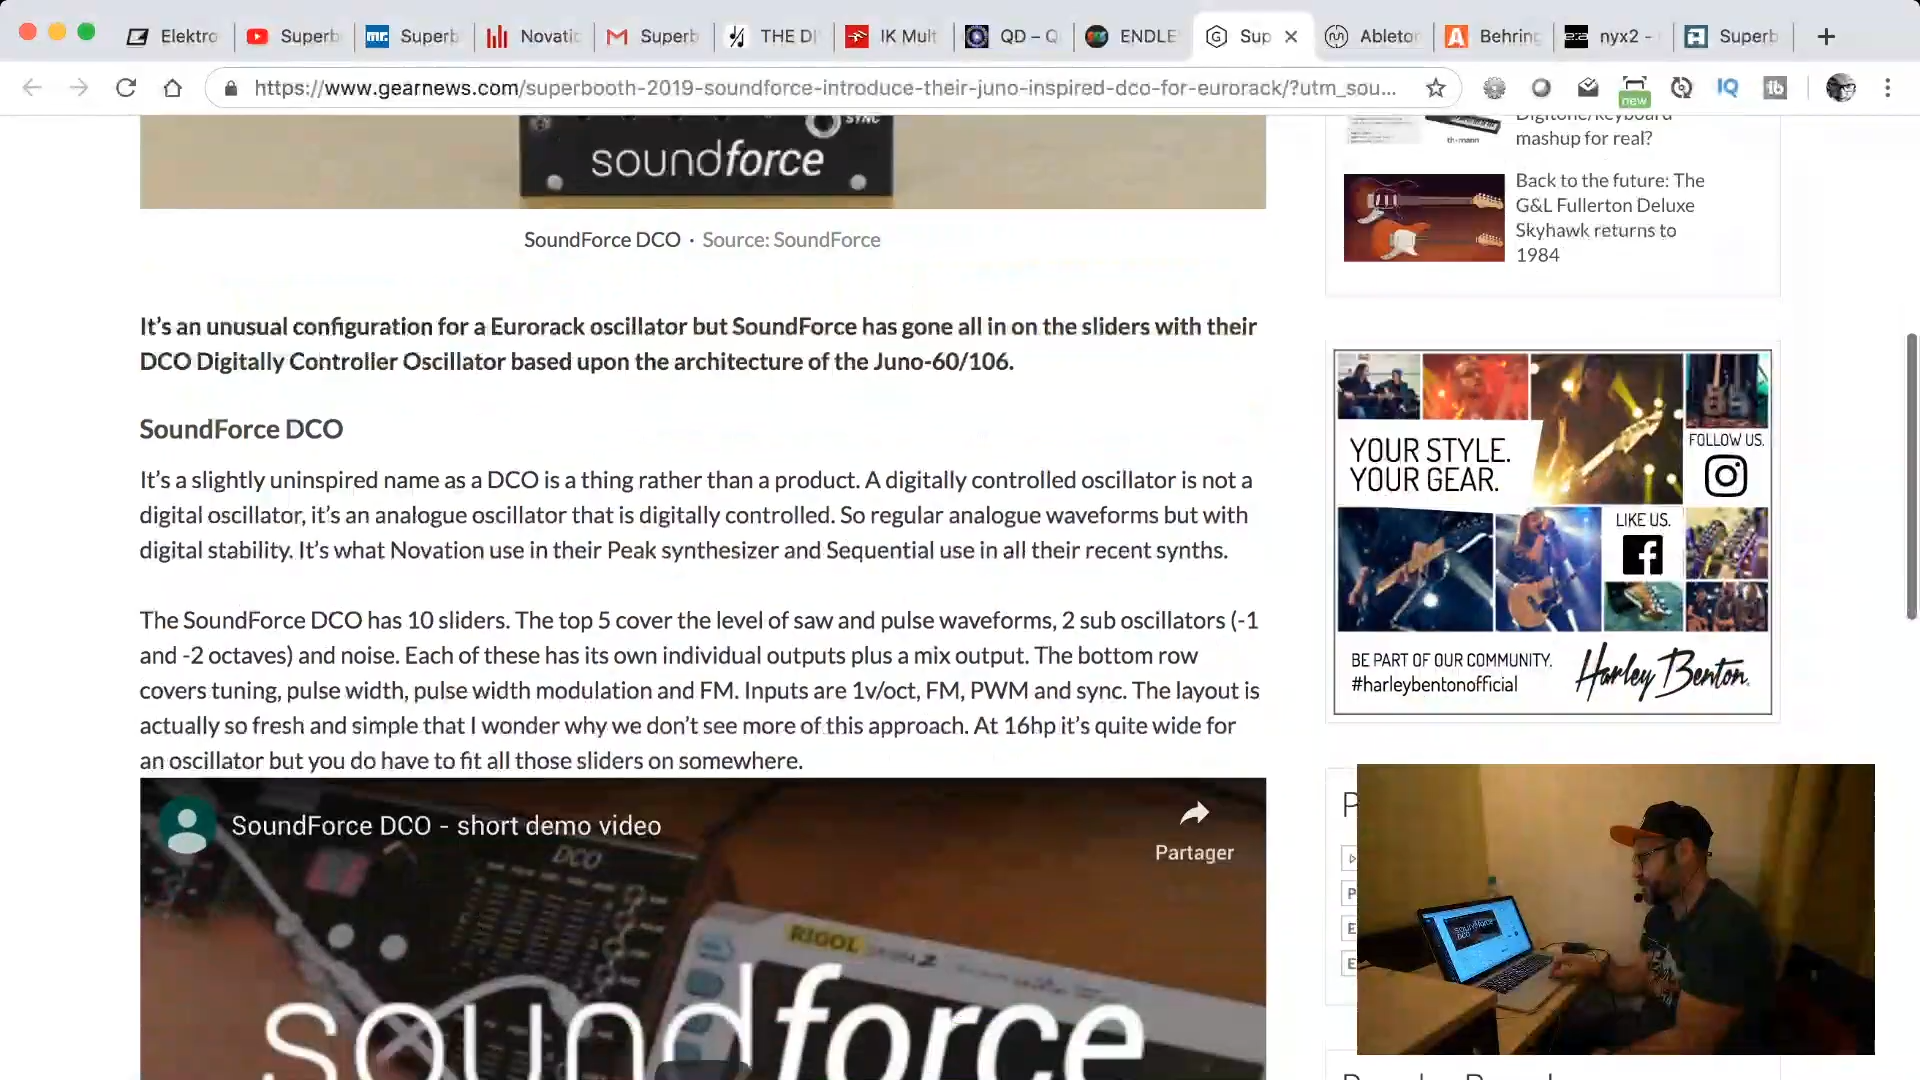 Elektro
Superb
Superb
Novatic
Superb
THE DI
IK Mult
QD – Q
ENDLE
Sup
Ableton
Behring
nyx2 -
Superb
https://www.gearnews.com/superbooth-2019-soundforce-introduce-their-juno-inspired-dco-for-eurorack/?utm_sou...
new
IQ
SYNC
soundforce
SoundForce DCO · Source: SoundForce
It's an unusual configuration for a Eurorack oscillator but SoundForce has gone all in on the sliders with their
DCO Digitally Controller Oscillator based upon the architecture of the Juno-60/106.
SoundForce DCO
It's a slightly uninspired name as a DCO is a thing rather than a product. A digitally controlled oscillator is not a
digital oscillator, it's an analogue oscillator that is digitally controlled. So regular analogue waveforms but with
digital stability. It's what Novation use in their Peak synthesizer and Sequential use in all their recent synths.
The SoundForce DCO has 10 sliders. The top 5 cover the level of saw and pulse waveforms, 2 sub oscillators (-1
and -2 octaves) and noise. Each of these has its own individual outputs plus a mix output. The bottom row
covers tuning, pulse width, pulse width modulation and FM. Inputs are 1v/oct, FM, PWM and sync. The layout is
actually so fresh and simple that I wonder why we don't see more of this approach. At 16hp it's quite wide for
an oscillator but you do have to fit all those sliders on somewhere.
SoundForce DCO - short demo video
Partager
DCO
RIGOL
soundforce
Digitone/keyboard
mashup for real?
th•mann
Back to the future: The
G&L Fullerton Deluxe
Skyhawk returns to
1984
YOUR STYLE.
YOUR GEAR.
FOLLOW US.
LIKE US.
BE PART OF OUR COMMUNITY.
#harleybentonofficial
Harley Benton
P
P
E
E
soundforce
DCO